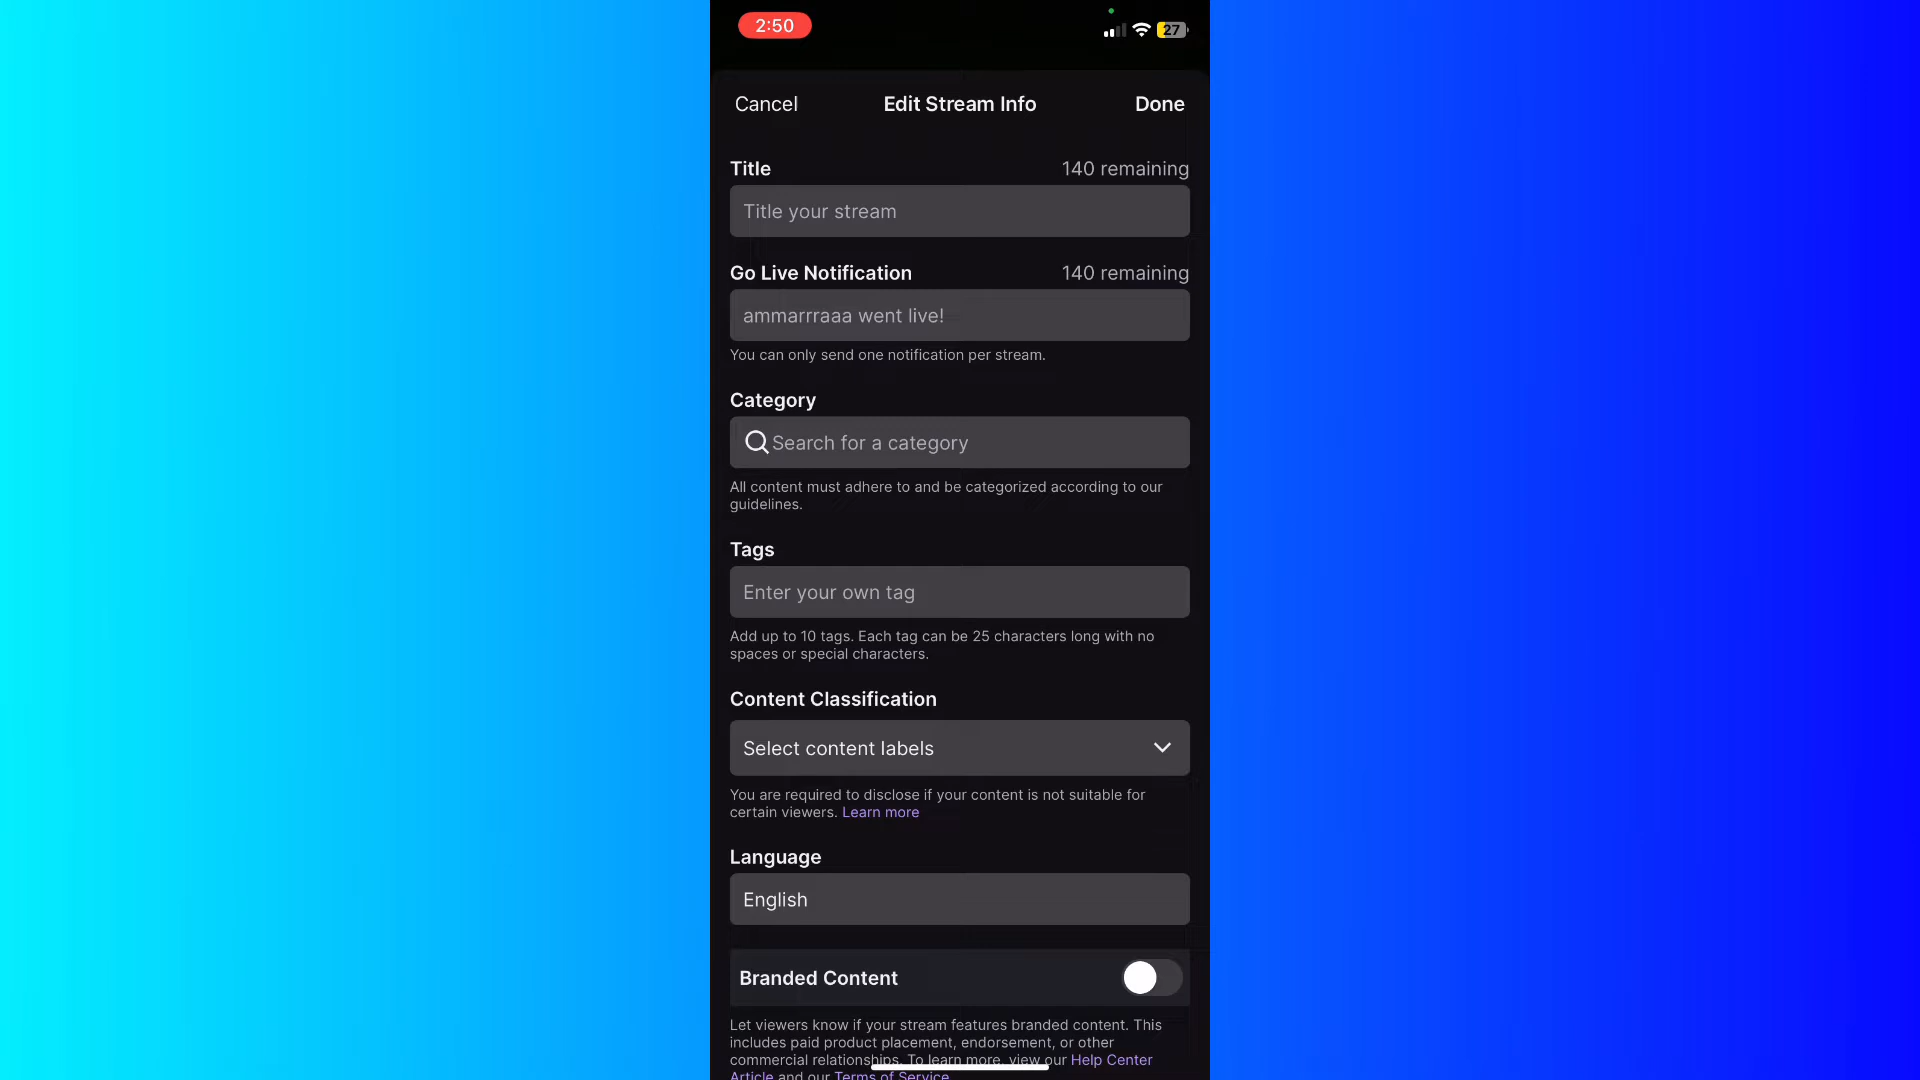 2:50
27
Cancel
Edit Stream Info
Done
Title
140 remaining
Title your stream
Go Live Notification
140 remaining
ammarrraaa went live!
You can only send one notification per stream.
Category
Search for a category
All content must adhere to and be categorized according to our
guidelines.
Tags
Enter your own tag
Add up to 10 tags. Each tag can be 25 characters long with no
spaces or special characters.
Content Classification
Select content labels
You are required to disclose if your content is not suitable for
certain viewers. Learn more
Language
English
Branded Content
Let viewers know if your stream features branded content. This
includes paid product placement, endorsement, or other
commercial relationships. To learn more, view our Help Center
Article and our Terms of Service.